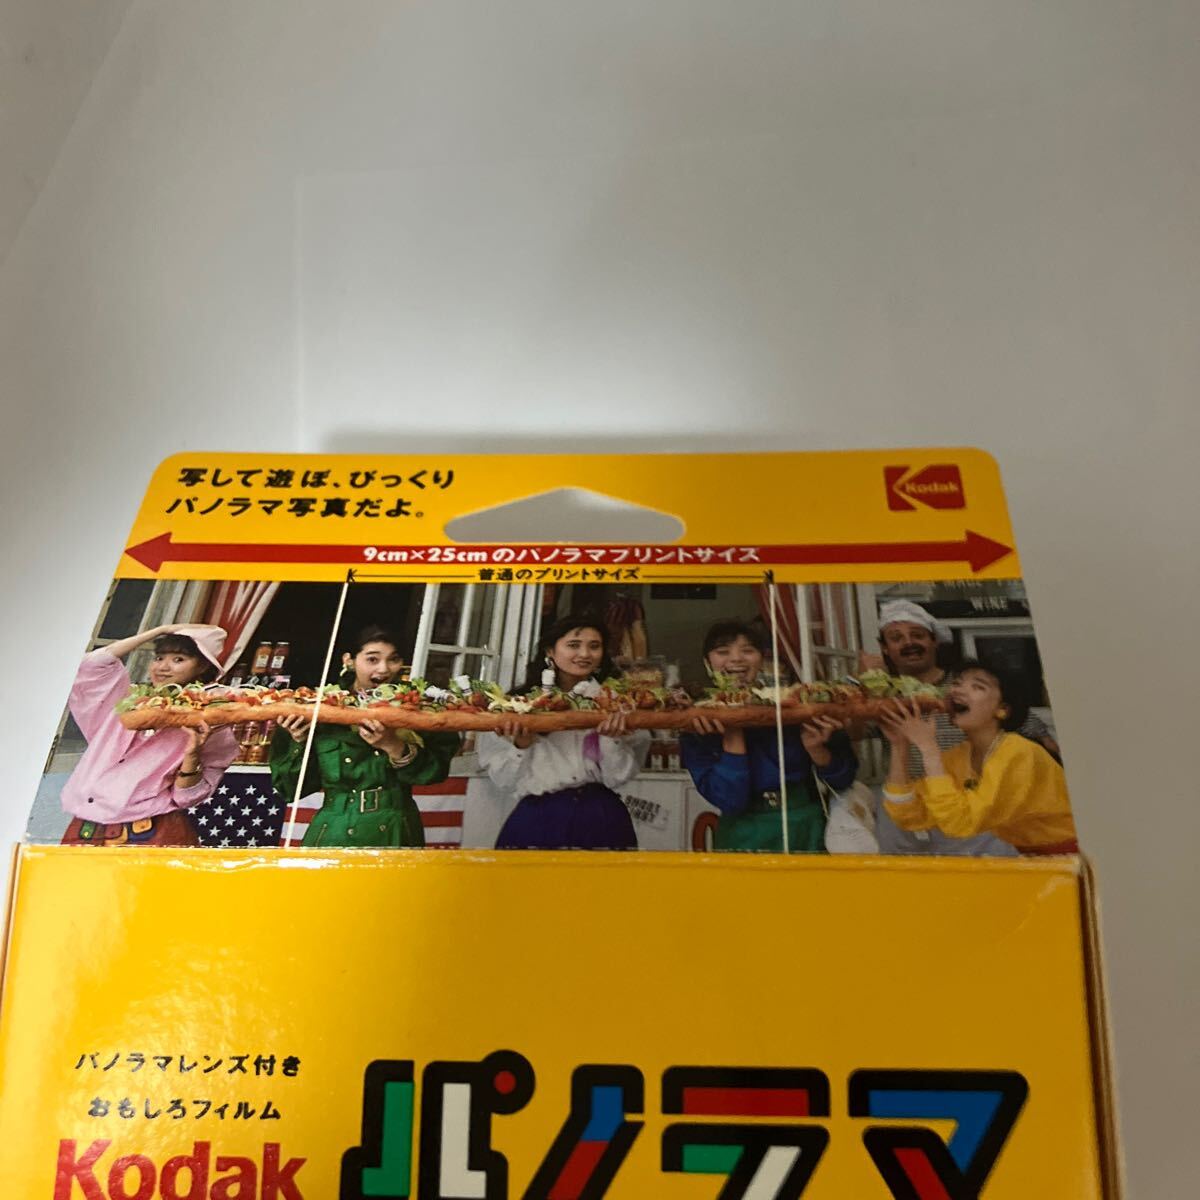 写して遊ぼ、びっくり
パノラマ写真だよ。
Kodak
9cm×25cmのパノラマプリントサイズ
普通のプリントサイズ
WINE
パノラマレンズ付き
おもしろフィルム
Kodak
パノラマ